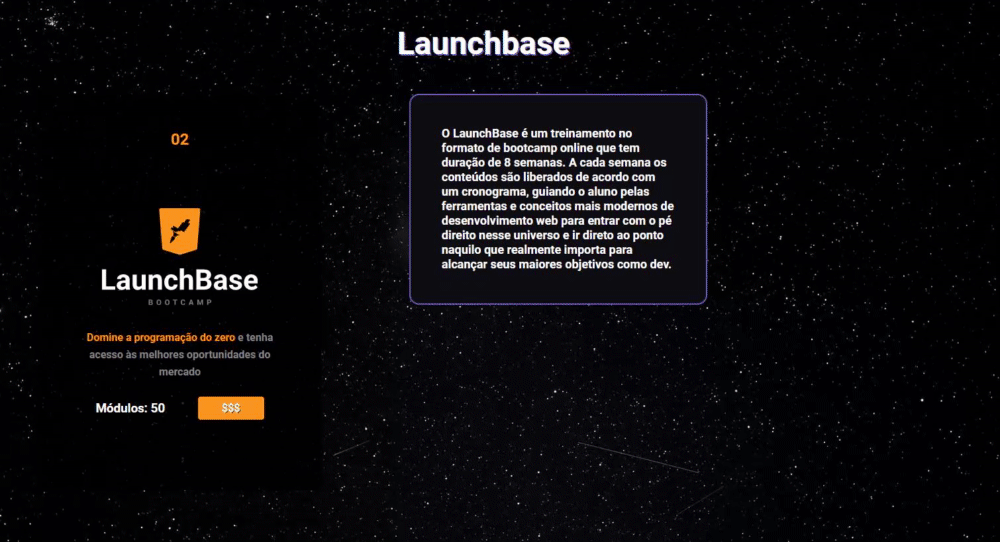 Launchbase
02
LaunchBase
BOOTCAMP
Domine a programação do zero e tenha
acesso às melhores oportunidades do
mercado
Módulos: 50
$$$
O LaunchBase é um treinamento no
formato de bootcamp online que tem
duração de 8 semanas. A cada semana os
conteúdos são liberados de acordo com
um cronograma, guiando o aluno pelas
ferramentas e conceitos mais modernos de
desenvolvimento web para entrar com o pé
direito nesse universo e ir direto ao ponto
naquilo que realmente importa para
alcançar seus maiores objetivos como dev.